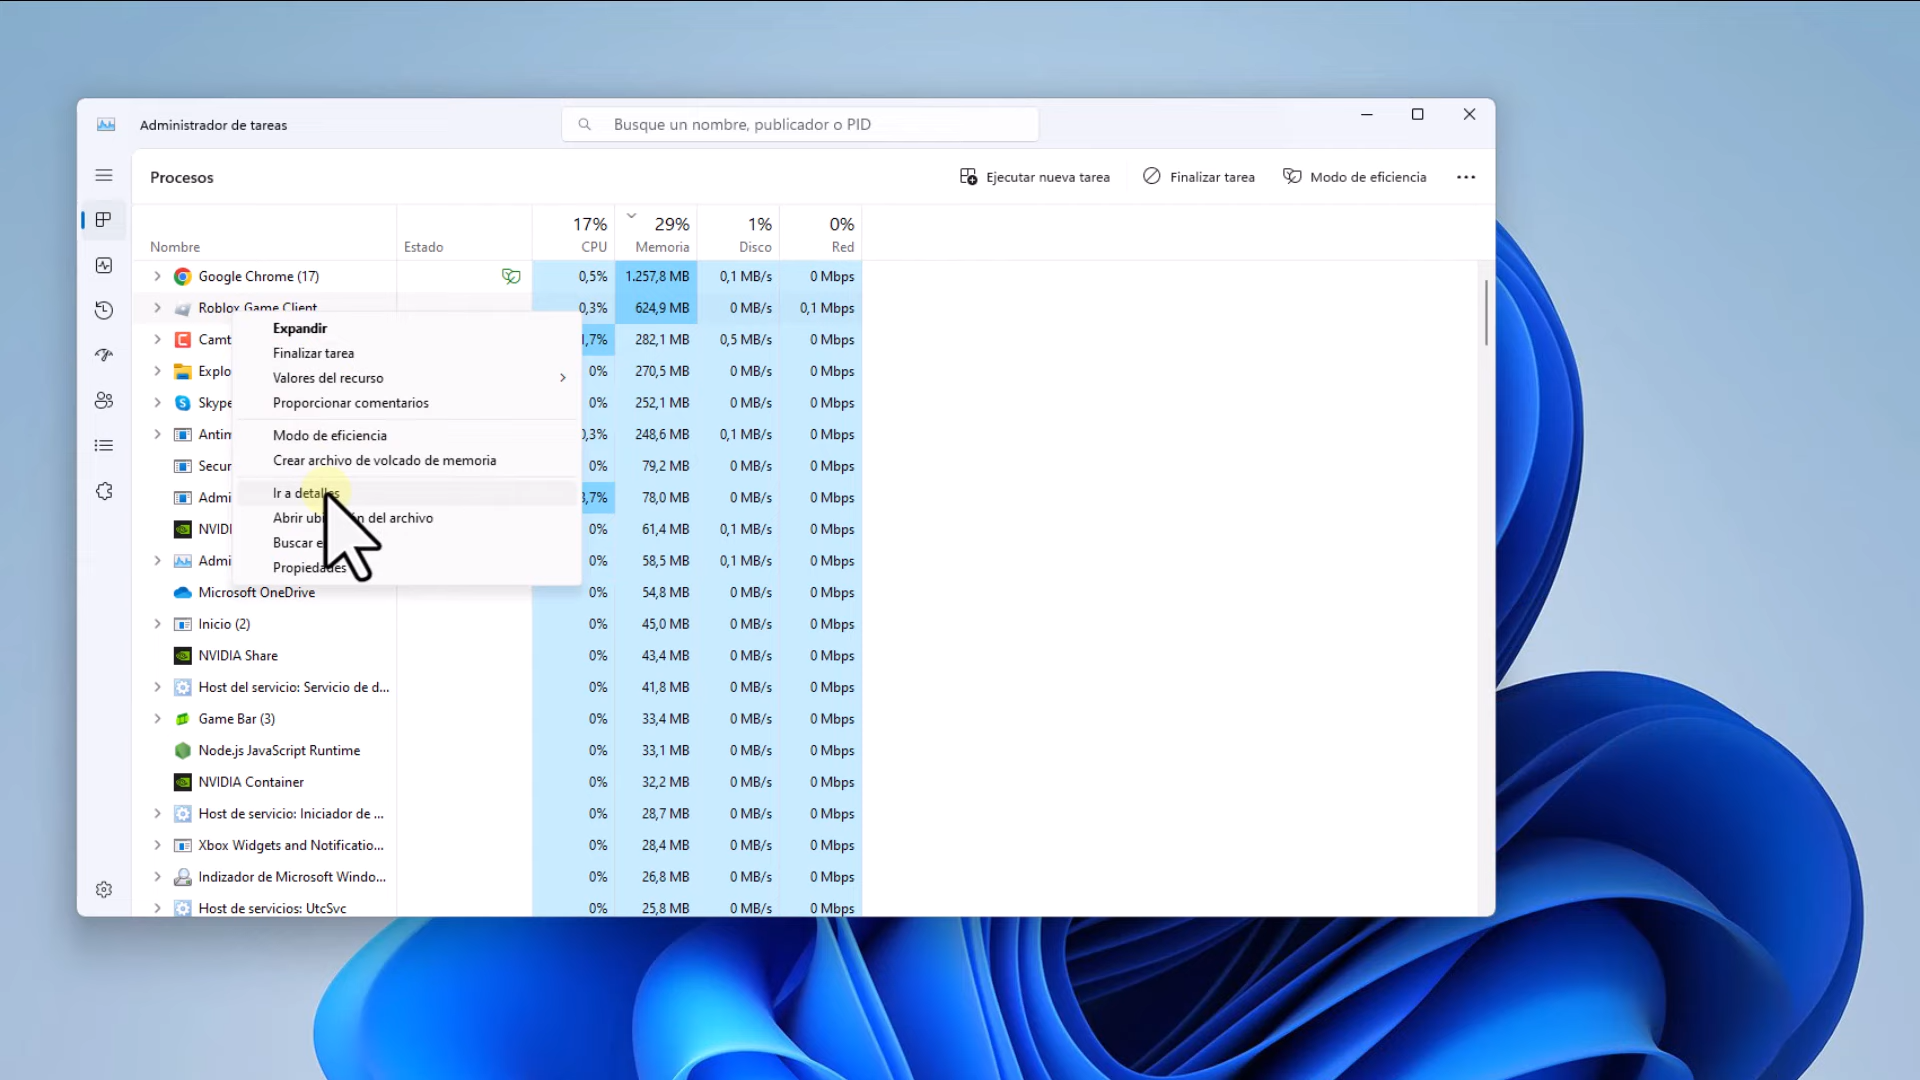 Administrador de tareas
Busque un nombre, publicador o PID
Procesos
Ejecutar nueva tarea
Finalizar tarea
Modo de eficiencia
17% 29% 1% 0%
Nombre Estado CPU Memoria Disco Red
Google Chrome (17) 0,5% 1.257,8 MB 0,1 MB/s 0 Mbps
Roblox Game Client 0,3% 624,9 MB 0 MB/s 0,1 Mbps
Camt ,7% 282,1 MB 0,5 MB/s 0 Mbps
Explo 0% 270,5 MB 0 MB/s 0 Mbps
Skype 0% 252,1 MB 0 MB/s 0 Mbps
Antim 0,3% 248,6 MB 0,1 MB/s 0 Mbps
Secur 0% 79,2 MB 0 MB/s 0 Mbps
Admi 3,7% 78,0 MB 0 MB/s 0 Mbps
NVIDI 0% 61,4 MB 0,1 MB/s 0 Mbps
Admi 0% 58,5 MB 0,1 MB/s 0 Mbps
Expandir
Finalizar tarea
Valores del recurso
Proporcionar comentarios
Modo de eficiencia
Crear archivo de volcado de memoria
Ir a detalles
Abrir ubicación del archivo
Buscar e
Propiedades
Microsoft OneDrive 0% 54,8 MB 0 MB/s 0 Mbps
Inicio (2) 0% 45,0 MB 0 MB/s 0 Mbps
NVIDIA Share 0% 43,4 MB 0 MB/s 0 Mbps
Host del servicio: Servicio de d... 0% 41,8 MB 0 MB/s 0 Mbps
Game Bar (3) 0% 33,4 MB 0 MB/s 0 Mbps
Node.js JavaScript Runtime 0% 33,1 MB 0 MB/s 0 Mbps
NVIDIA Container 0% 32,2 MB 0 MB/s 0 Mbps
Host de servicio: Iniciador de ... 0% 28,7 MB 0 MB/s 0 Mbps
Xbox Widgets and Notificatio... 0% 28,4 MB 0 MB/s 0 Mbps
Indizador de Microsoft Windo... 0% 26,8 MB 0 MB/s 0 Mbps
Host de servicios: UtcSvc 0% 25,8 MB 0 MB/s 0 Mbps